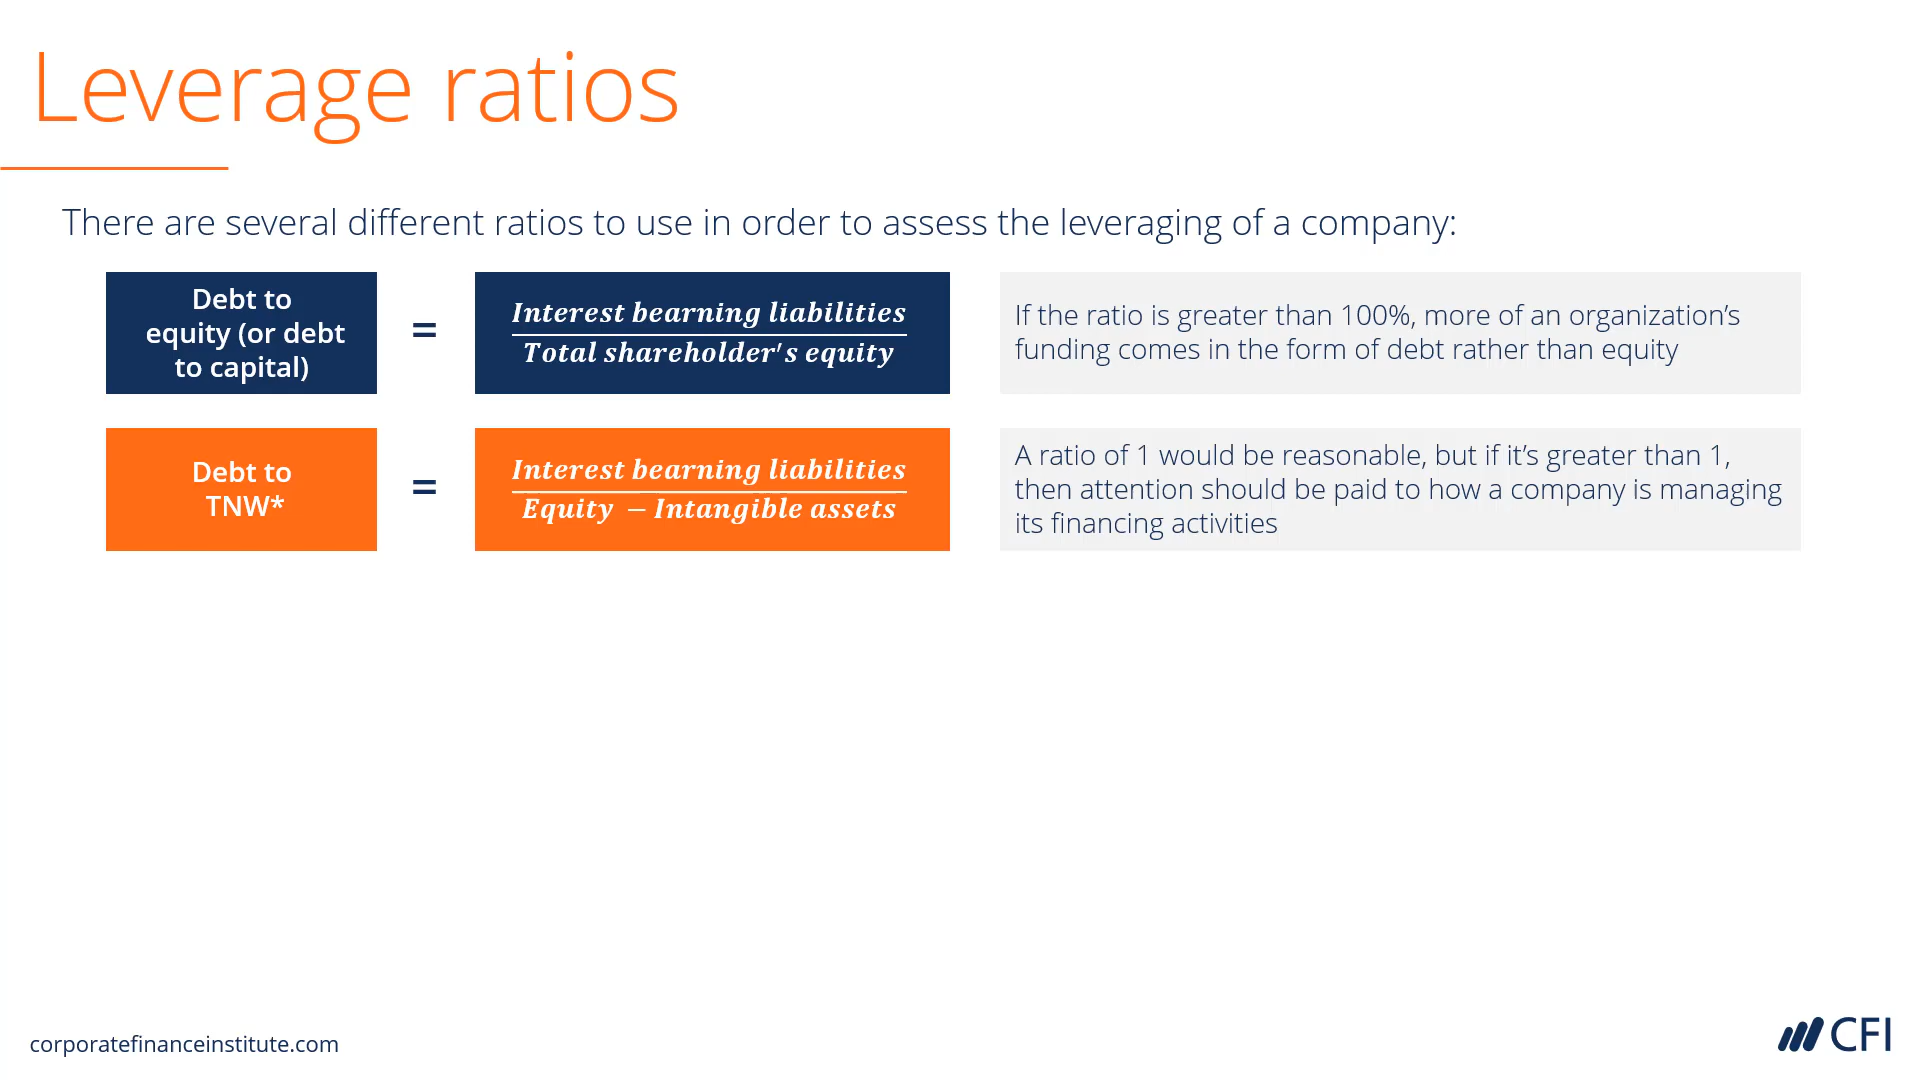 Leverage ratios
There are several different ratios to use in order to assess the leveraging of a company:
Debt to
equity (or debt
to capital)
=
Interest bearning liabilities
Total shareholder's equity
If the ratio is greater than 100%, more of an organization’s
funding comes in the form of debt rather than equity
Debt to
TNW*
=
Interest bearning liabilities
Equity – Intangible assets
A ratio of 1 would be reasonable, but if it’s greater than 1,
then attention should be paid to how a company is managing
its financing activities
corporatefinanceinstitute.com
CFI